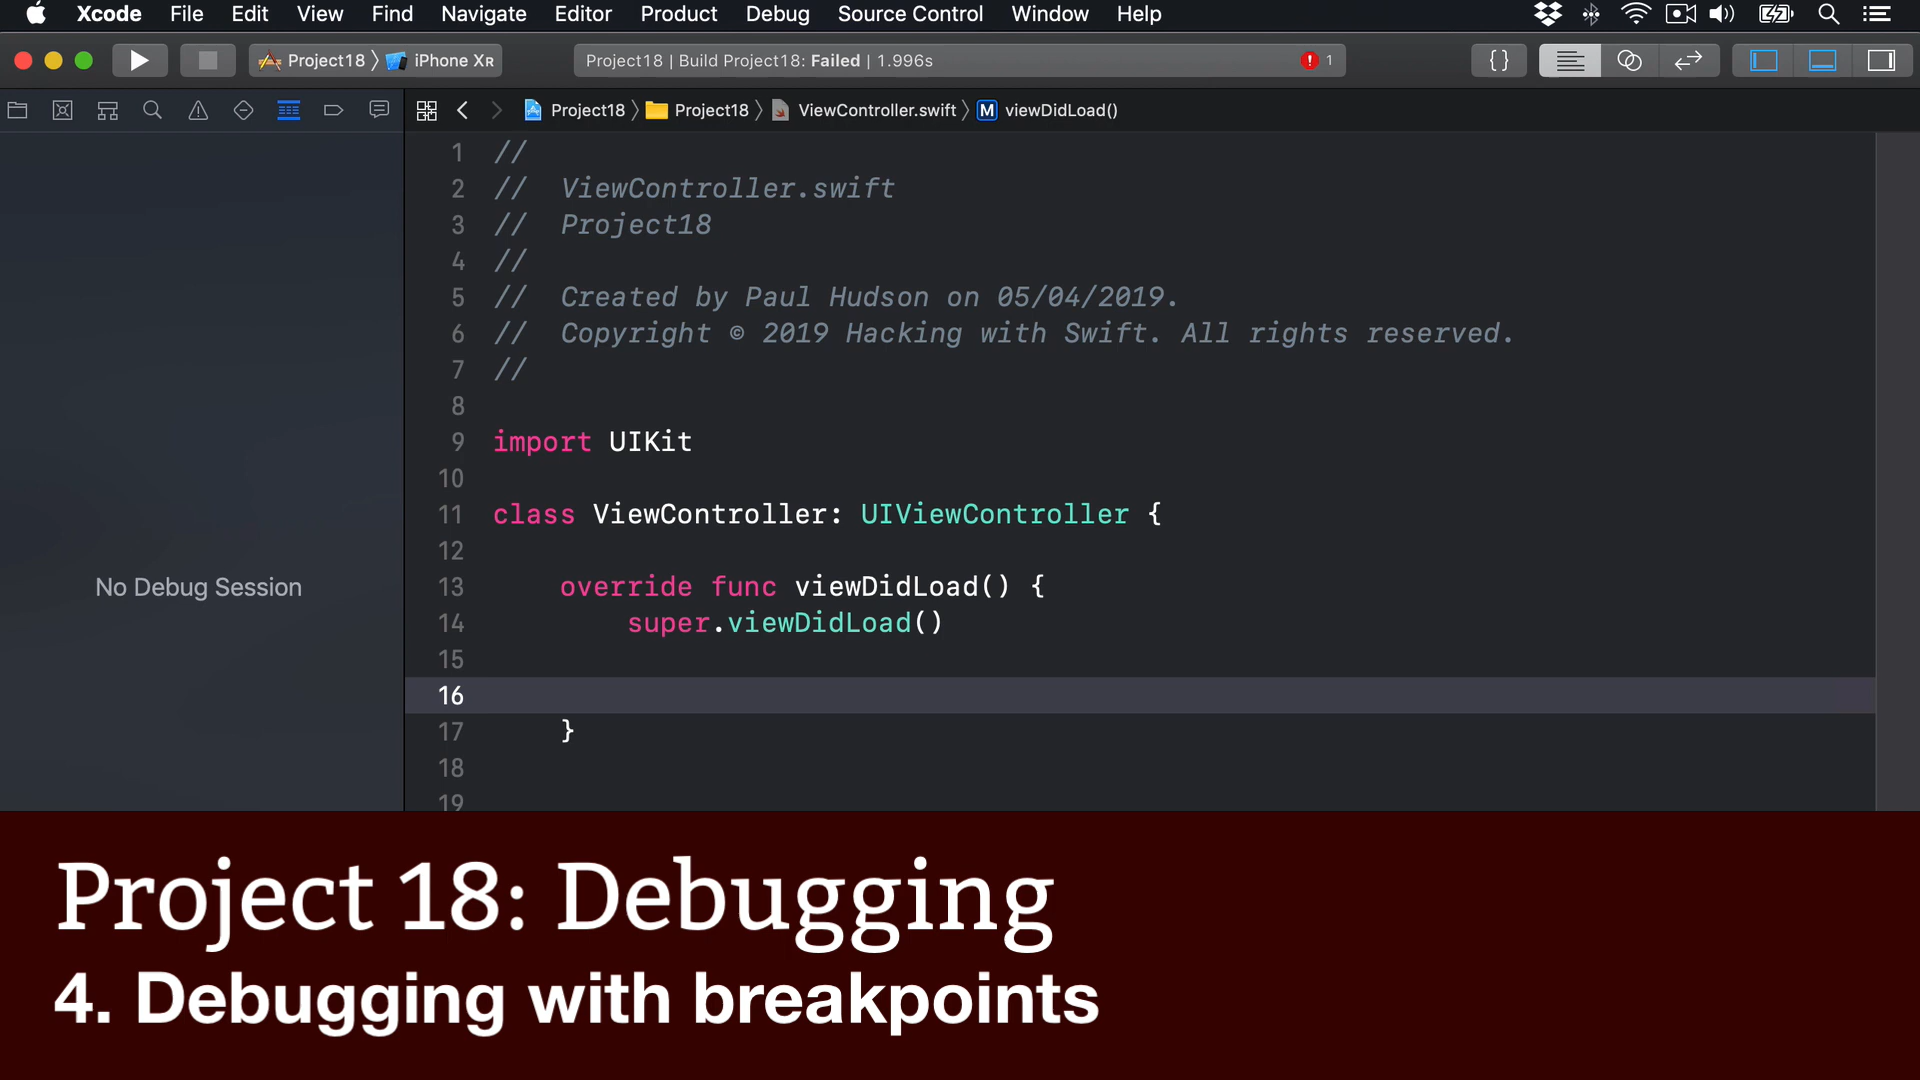 Xcode File Edit View Find Navigate Editor Product Debug Source Control Window Help
Project18 〉 iPhone XR
Project18 | Build Project18: Failed | 1.996s
1
{}
Project18 〉 Project18 〉 ViewController.swift 〉 M viewDidLoad()
No Debug Session
1 //
2 //  ViewController.swift
3 //  Project18
4 //
5 //  Created by Paul Hudson on 05/04/2019.
6 //  Copyright © 2019 Hacking with Swift. All rights reserved.
7 //
8
9 import UIKit
10
11 class ViewController: UIViewController {
12
13     override func viewDidLoad() {
14         super.viewDidLoad()
15
16
17     }
18
19
Project 18: Debugging
4. Debugging with breakpoints